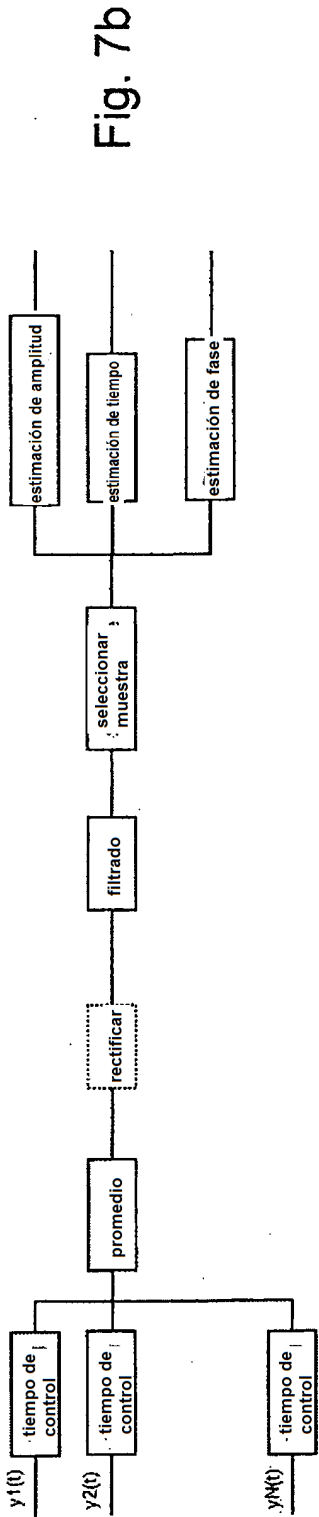 y1(t)
tiempo de
control
y2(t)
tiempo de
control
yN(t)
tiempo de
control
promedio
rectificar
filtrado
seleccionar
muestra
estimación de amplitud
estimación de tiempo
estimación de fase
Fig. 7b